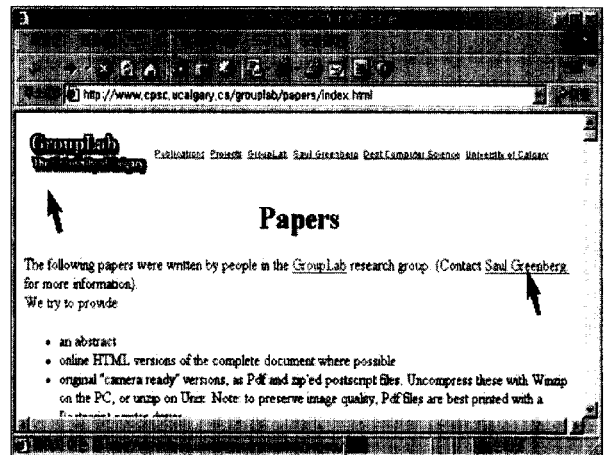 http://www.cpsc.ucalgary.ca/grouplab/papers/index.html
GroupLab
Publications Projects GroupLab Saul Greenberg Dept Computer Science University of Calgary
Papers
The following papers were written by people in the GroupLab research group. (Contact Saul Greenberg
for more information).
We try to provide
• an abstract
• online HTML versions of the complete document where possible
• original "camera ready" versions, as Pdf and zip'ed postscript files. Uncompress these with Winzip
on the PC, or unzip on Unix. Note: to preserve image quality, Pdf files are best printed with a